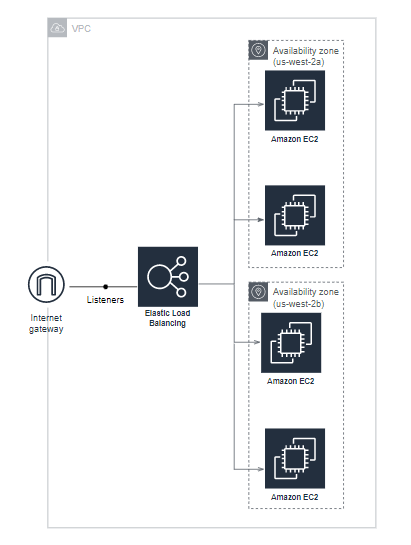 VPC
Availability zone
(us-west-2a)
Amazon EC2
Amazon EC2
Internet
gateway
Listeners
Elastic Load
Balancing
Availability zone
(us-west-2b)
Amazon EC2
Amazon EC2